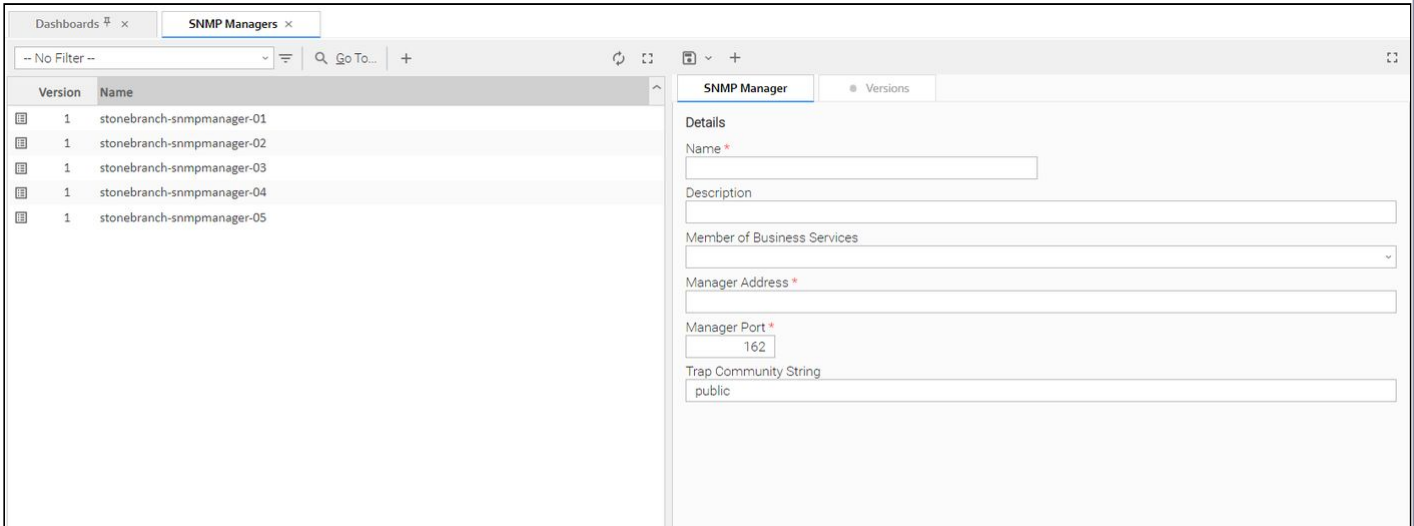 Dashboards
SNMP Managers
-- No Filter --
Go To...
Version Name
1 stonebranch-snmpmanager-01
1 stonebranch-snmpmanager-02
1 stonebranch-snmpmanager-03
1 stonebranch-snmpmanager-04
1 stonebranch-snmpmanager-05
SNMP Manager
Versions
Details
Name *
Description
Member of Business Services
Manager Address *
Manager Port *
162
Trap Community String
public